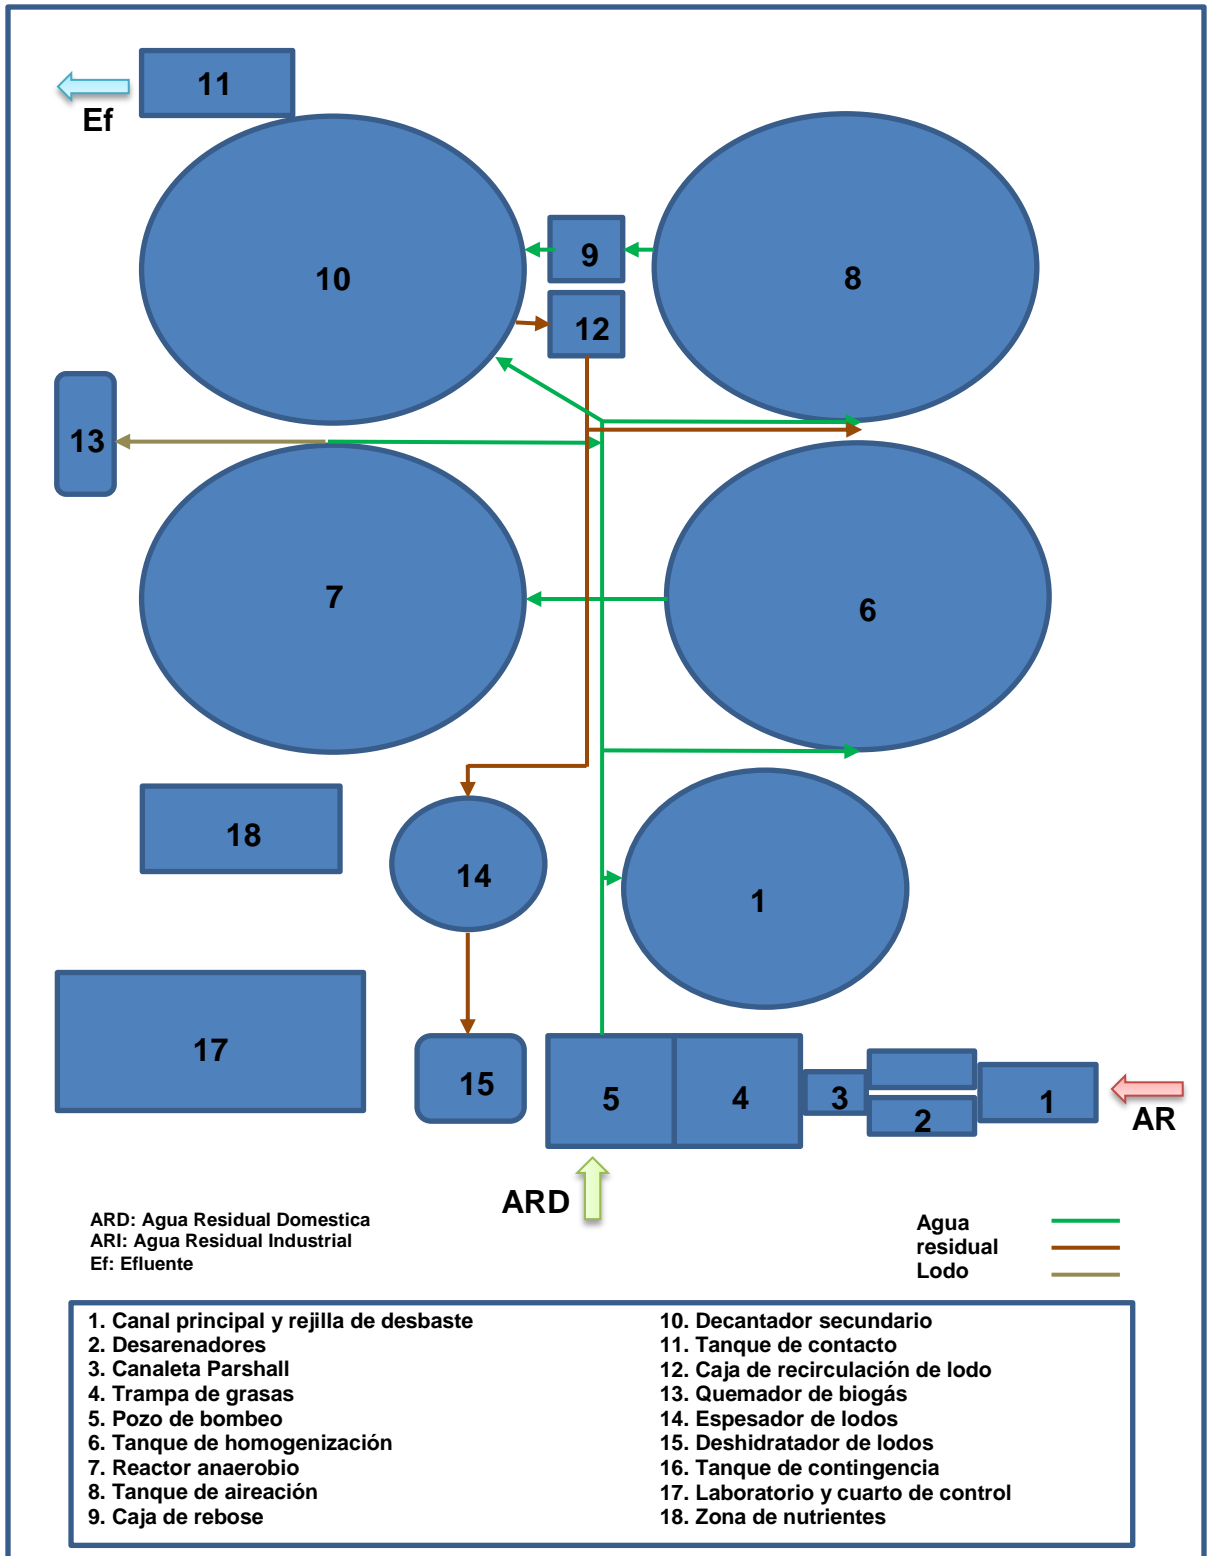 11
Ef
10
9
8
12
13
7
6
18
14
1
17
15
5
4
3
2
1
AR
ARD
ARD: Agua Residual Domestica
ARI: Agua Residual Industrial
Ef: Efluente
Agua
residual
Lodo
1. Canal principal y rejilla de desbaste
2. Desarenadores
3. Canaleta Parshall
4. Trampa de grasas
5. Pozo de bombeo
6. Tanque de homogenización
7. Reactor anaerobio
8. Tanque de aireación
9. Caja de rebose
10. Decantador secundario
11. Tanque de contacto
12. Caja de recirculación de lodo
13. Quemador de biogás
14. Espesador de lodos
15. Deshidratador de lodos
16. Tanque de contingencia
17. Laboratorio y cuarto de control
18. Zona de nutrientes